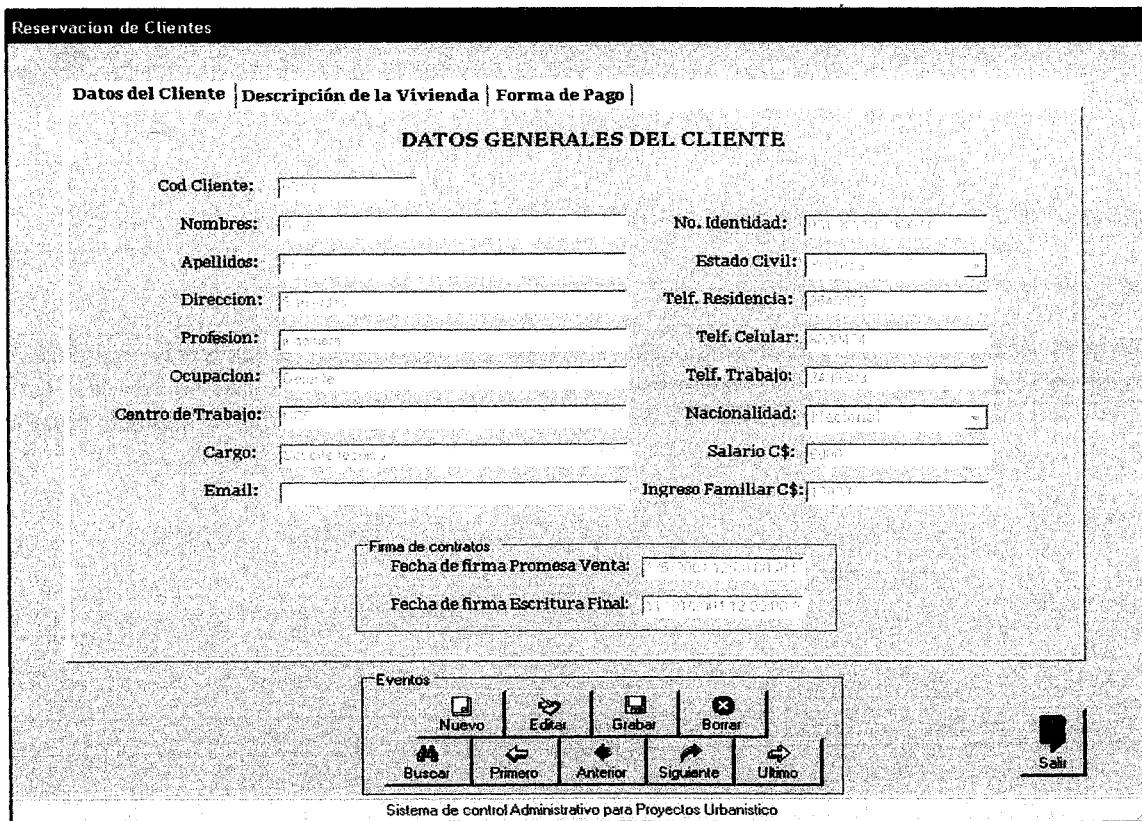 Reservacion de Clientes
Datos del Cliente | Descripción de la Vivienda | Forma de Pago
DATOS GENERALES DEL CLIENTE
Cod Cliente:
Nombres: No. Identidad:
Apellidos: Estado Civil:
Direccion: Telf. Residencia:
Profesion: Telf. Celular:
Ocupacion: Gerente Telf. Trabajo:
Centro de Trabajo: Nacionalidad: Nacional
Cargo: Salario C$:
Email: Ingreso Familiar C$:
Firma de contratos
Fecha de firma Promesa Venta:
Fecha de firma Escritura Final:
Eventos
Nuevo Editar Grabar Borrar
Buscar Primero Anterior Siguiente Ultimo
Salir
Sistema de control Administrativo para Proyectos Urbanistico